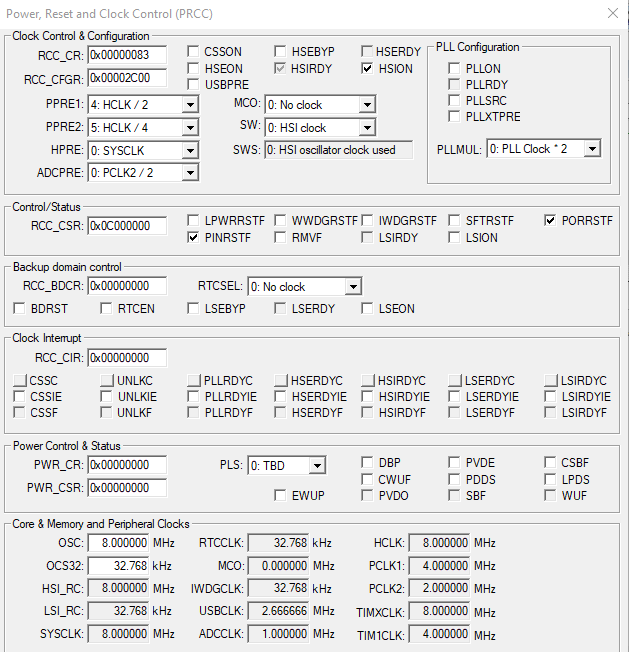 Power, Reset and Clock Control (PRCC)
Clock Control & Configuration
RCC_CR: 0x00000083 CSSON HSEBYP HSERDY PLL Configuration
RCC_CFGR: 0x00002C00 HSEON HSIRDY HSION PLLON
USBPRE PLLRDY
PPRE1: 4: HCLK / 2 MCO: 0: No clock PLLSRC
PPRE2: 5: HCLK / 4 SW: 0: HSI clock PLLXTPRE
HPRE: 0: SYSCLK SWS: 0: HSI oscillator clock used PLLMUL: 0: PLL Clock * 2
ADCPRE: 0: PCLK2 / 2
Control/Status
RCC_CSR: 0x0C000000 LPWRRSTF WWDGRSTF IWDGRSTF SFTRSTF PORRSTF
PINRSTF RMVF LSIRDY LSION
Backup domain control
RCC_BDCR: 0x00000000 RTCSEL: 0: No clock
BDRST RTCEN LSEBYP LSERDY LSEON
Clock Interrupt
RCC_CIR: 0x00000000
CSSC UNLKC PLLRDYC HSERDYC HSIRDYC LSERDYC LSIRDYC
CSSIE UNLKIE PLLRDYIE HSERDYIE HSIRDYIE LSERDYIE LSIRDYIE
CSSF UNLKF PLLRDYF HSERDYF HSIRDYF LSERDYF LSIRDYF
Power Control & Status
PWR_CR: 0x00000000 PLS: 0: TBD DBP PVDE CSBF
CWUF PDDS LPDS
PWR_CSR: 0x00000000 EWUP PVDO SBF WUF
Core & Memory and Peripheral Clocks
OSC: 8.000000 MHz RTCCLK: 32.768 kHz HCLK: 8.000000 MHz
OCS32: 32.768 kHz MCO: 0.000000 MHz PCLK1: 4.000000 MHz
HSI_RC: 8.000000 MHz IWDGCLK: 32.768 kHz PCLK2: 2.000000 MHz
LSI_RC: 32.768 kHz USBCLK: 2.666666 MHz TIMXCLK: 8.000000 MHz
SYSCLK: 8.000000 MHz ADCCLK: 1.000000 MHz TIM1CLK: 4.000000 MHz